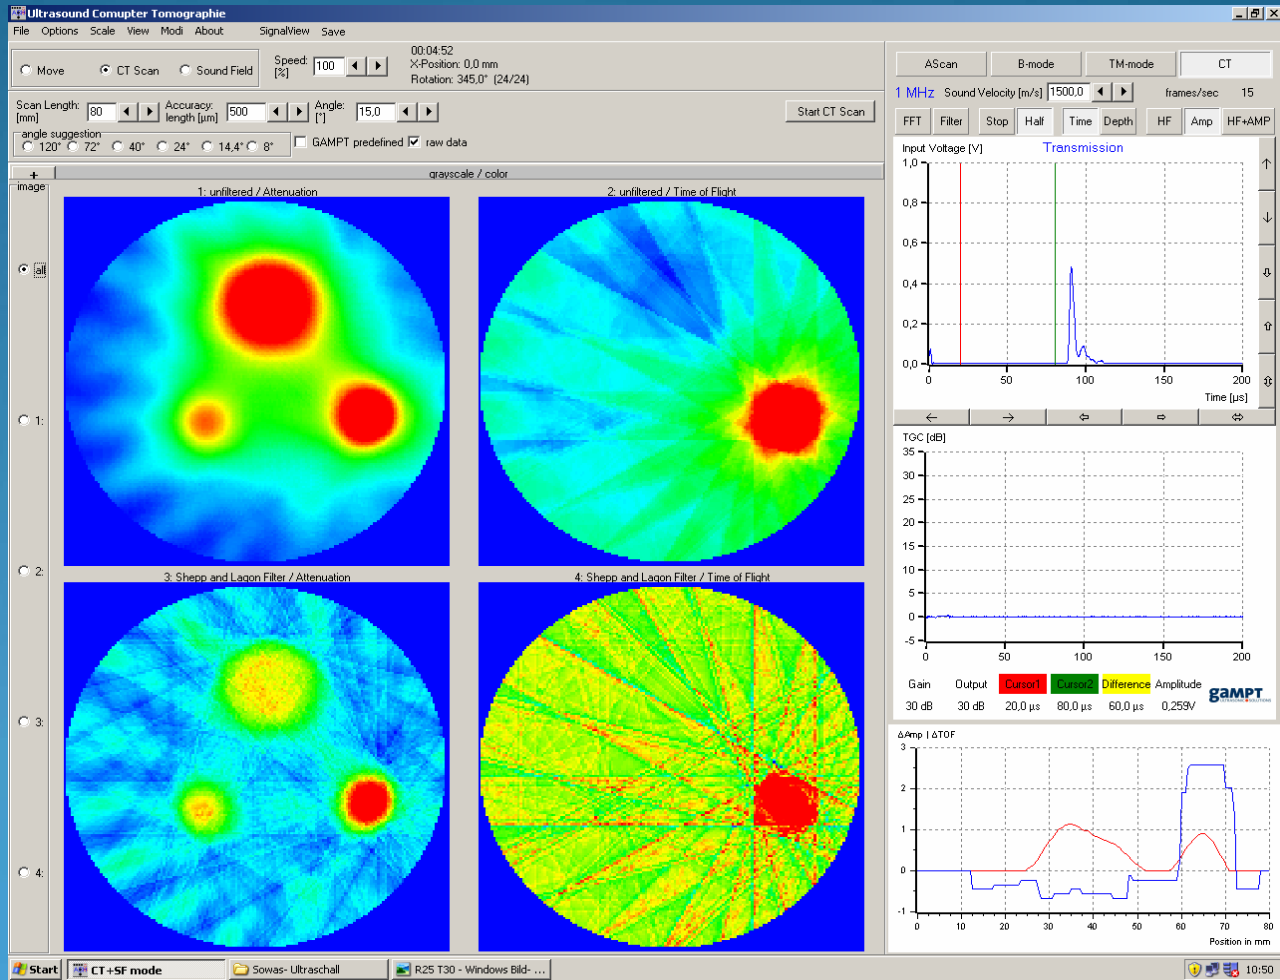 Ultrasound Comupter Tomographie
File Options Scale View Modi About SignalView Save
Move CT Scan Sound Field
Speed: [%] 100
00:04:52
X-Position: 0,0 mm
Rotation: 345,0° (24/24)
Scan Length: [mm] 80 Accuracy: length [µm] 500 Angle: [°] 15,0 Start CT Scan
angle suggestion
120° 72° 40° 24° 14,4° 8° GAMPT predefined raw data
+ grayscale / color
image
all
1:
2:
3:
4:
1: unfiltered / Attenuation
2: unfiltered / Time of Flight
3: Shepp and Lagon Filter / Attenuation
4: Shepp and Lagon Filter / Time of Flight
AScan B-mode TM-mode CT
1 MHz Sound Velocity [m/s] 1500,0 frames/sec 15
FFT Filter Stop Half Time Depth HF Amp HF+AMP
Input Voltage [V] Transmission
1,0
0,8
0,6
0,4
0,2
0,0
0 50 100 150 200
Time [µs]
TGC [dB]
35
30
25
20
15
10
5
0
-5
0 50 100 150 200
Gain Output Cursor1 Cursor2 Difference Amplitude
30 dB 30 dB 20,0 µs 80,0 µs 60,0 µs 0,259V
GAMPT
ULTRASONIC SOLUTIONS
ΔAmp | ΔTOF
3
2
1
0
-1
0 10 20 30 40 50 60 70 80
Position in mm
Start CT+SF mode Sowas- Ultraschall R25 T30 - Windows Bild- ... 10:50